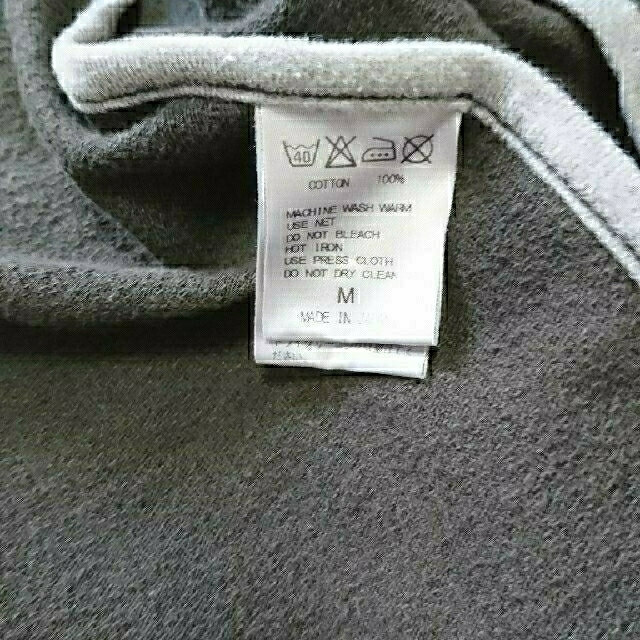 40
COTTON 100%
MACHINE WASH WARM
USE NET
DO NOT BLEACH
HOT IRON
USE PRESS CLOTH
DO NOT DRY CLEAN
M
MADE IN